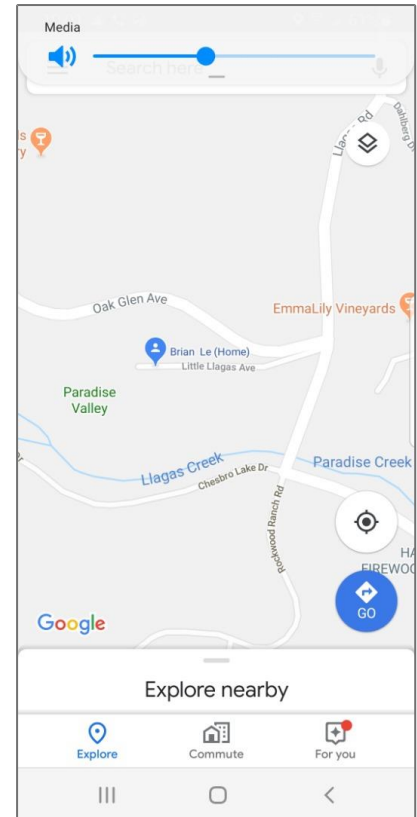 Media
Search here
Llagas Rd
Dahlberg Dr
Oak Glen Ave
EmmaLily Vineyards
Brian Le (Home)
Little Llagas Ave
Paradise
Valley
Llagas Creek
Chesbro Lake Dr
Paradise Creek
Rockwood Ranch Rd
FIREWOO
GO
Google
Explore nearby
Explore
Commute
For you